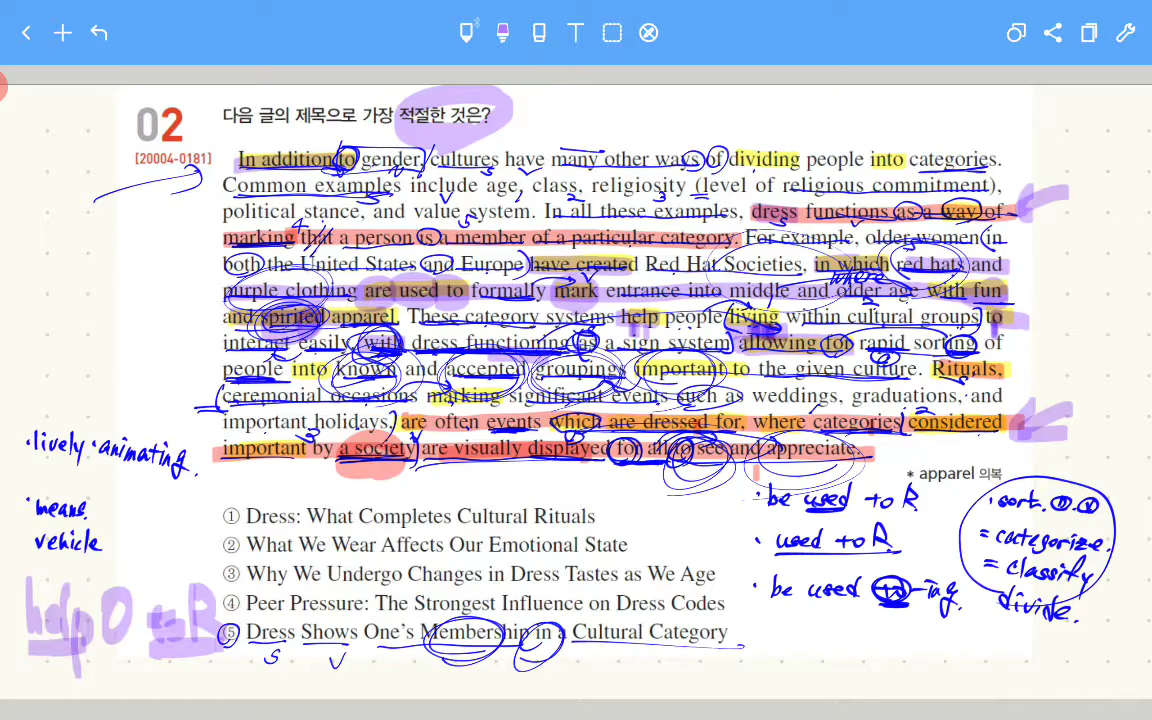 02
[20004-0181]
다음 글의 제목으로 가장 적절한 것은?
In addition to gender, cultures have many other ways of dividing people into categories.
Common examples include age, class, religiosity (level of religious commitment),
political stance, and value system. In all these examples, dress functions as a way of
marking that a person is a member of a particular category. For example, older women in
both the United States and Europe have created Red Hat Societies, in which red hats and
where
purple clothing are used to formally mark entrance into middle and older age with fun
and spirited apparel. These category systems help people living within cultural groups to
interact easily, with dress functioning as a sign system allowing for rapid sorting of
people into known and accepted groupings important to the given culture. Rituals,
ceremonial occasions marking significant events such as weddings, graduations, and
important holidays, are often events which are dressed for, where categories considered
important by a society are visually displayed for all to see and appreciate.
* apparel 의복
· lively · animating.
· means.
vehicle
① Dress: What Completes Cultural Rituals
② What We Wear Affects Our Emotional State
③ Why We Undergo Changes in Dress Tastes as We Age
④ Peer Pressure: The Strongest Influence on Dress Codes
⑤ Dress Shows One's Membership in a Cultural Category
S V
help O to R
· be used to R
· used to R.
· be used to -ing.
· sort. ⓝ ⓥ
= categorize.
= classify
divide.